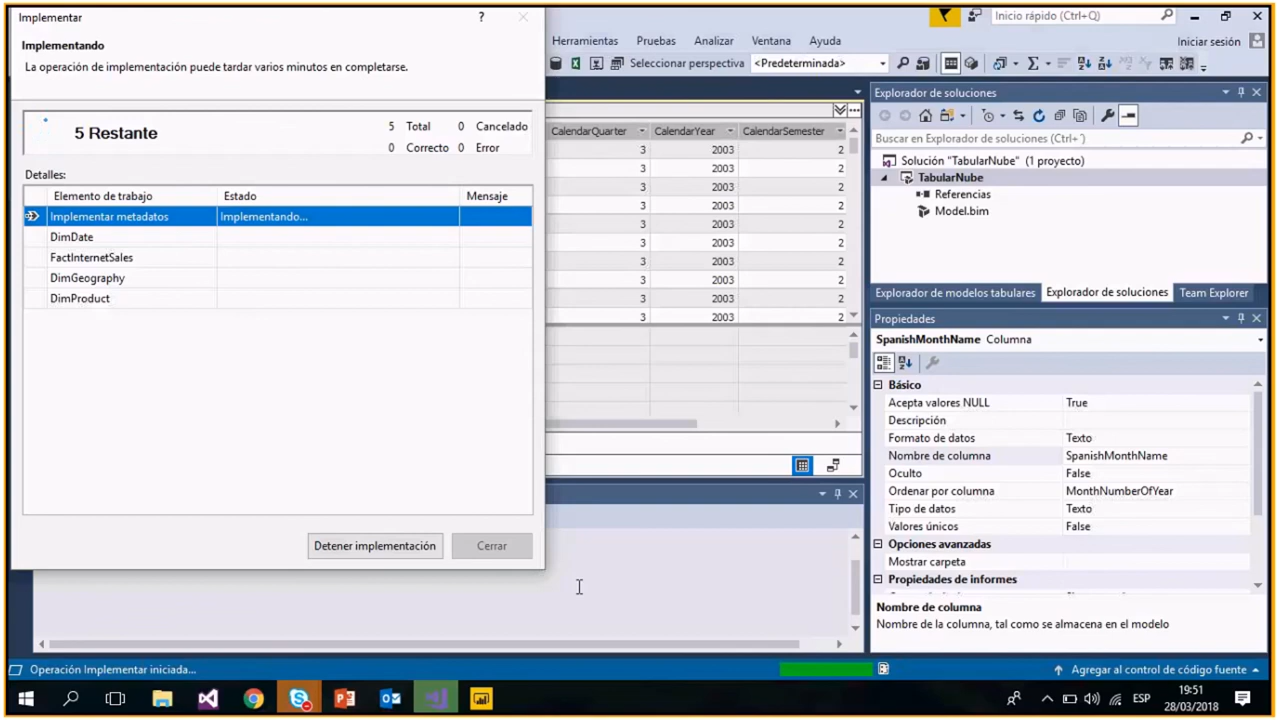 Implementar
?
Implementando
La operación de implementación puede tardar varios minutos en completarse.
5 Restante
5 Total 0 Cancelado
0 Correcto 0 Error
Detalles:
Elemento de trabajo Estado Mensaje
Implementar metadatos Implementando...
DimDate
FactInternetSales
DimGeography
DimProduct
Detener implementación Cerrar
Inicio rápido (Ctrl+Q)
Herramientas Pruebas Analizar Ventana Ayuda
Iniciar sesión
Seleccionar perspectiva <Predeterminada>
CalendarQuarter CalendarYear CalendarSemester
3 2003 2
3 2003 2
3 2003 2
3 2003 2
3 2003 2
3 2003 2
3 2003 2
3 2003 2
3 2003 2
3 2003 2
Explorador de soluciones
Buscar en Explorador de soluciones (Ctrl+´)
Solución "TabularNube" (1 proyecto)
TabularNube
Referencias
Model.bim
Explorador de modelos tabulares Explorador de soluciones Team Explorer
Propiedades
SpanishMonthName Columna
Básico
Acepta valores NULL True
Descripción
Formato de datos Texto
Nombre de columna SpanishMonthName
Oculto False
Ordenar por columna MonthNumberOfYear
Tipo de datos Texto
Valores únicos False
Opciones avanzadas
Mostrar carpeta
Propiedades de informes
Nombre de columna
Nombre de la columna, tal como se almacena en el modelo
Operación Implementar iniciada...
Agregar al control de código fuente
ESP
19:51
28/03/2018